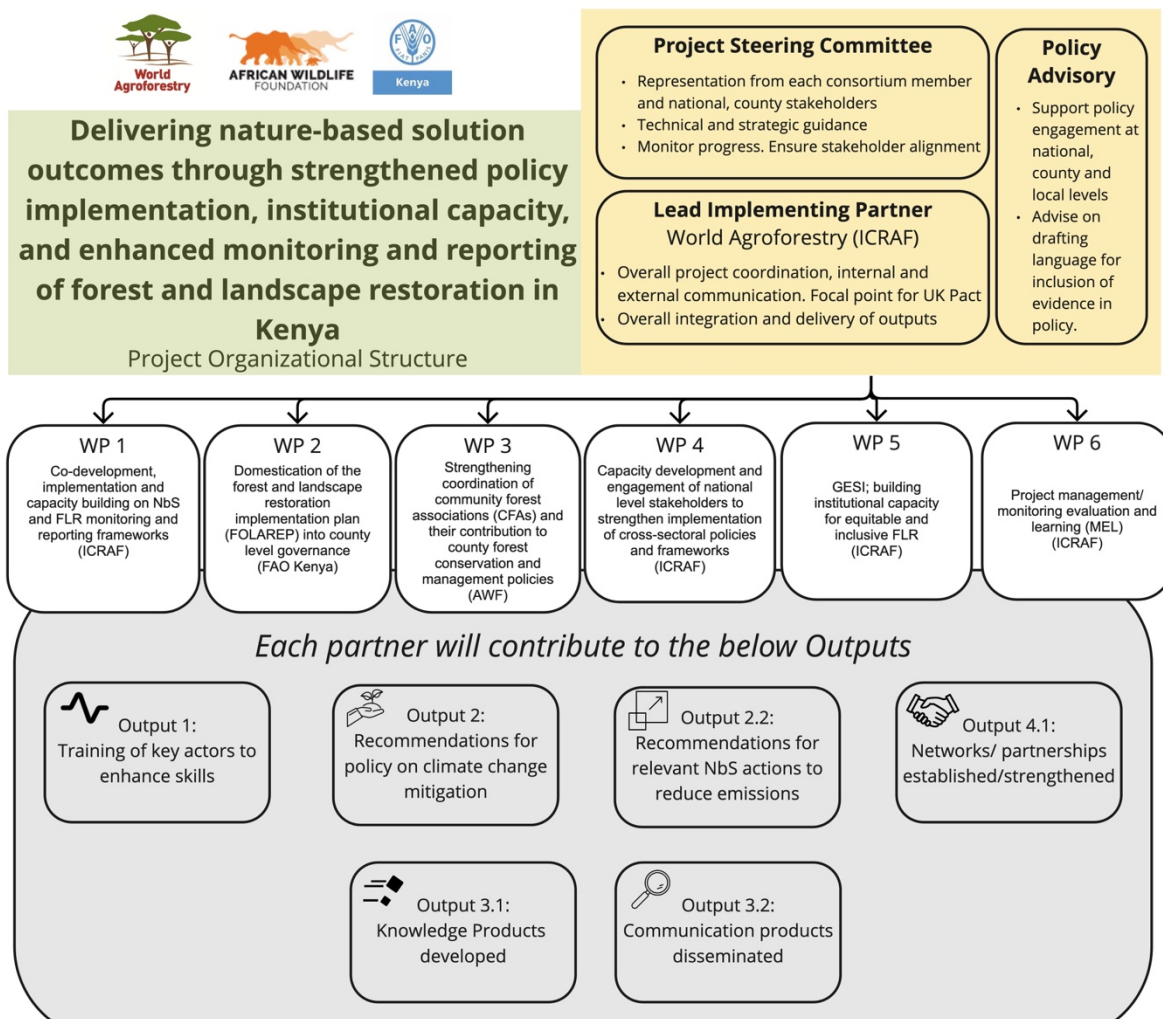 World
Agroforestry
AFRICAN WILDLIFE
FOUNDATION
F A O
FIAT PANIS
Kenya
Delivering nature-based solution
outcomes through strengthened policy
implementation, institutional capacity,
and enhanced monitoring and reporting
of forest and landscape restoration in
Kenya
Project Organizational Structure
Project Steering Committee
• Representation from each consortium member
and national, county stakeholders
• Technical and strategic guidance
• Monitor progress. Ensure stakeholder alignment
Lead Implementing Partner
World Agroforestry (ICRAF)
• Overall project coordination, internal and
external communication. Focal point for UK Pact
• Overall integration and delivery of outputs
Policy
Advisory
• Support policy
engagement at
national,
county and
local levels
• Advise on
drafting
language for
inclusion of
evidence in
policy.
WP 1
Co-development,
implementation and
capacity building on NbS
and FLR monitoring and
reporting frameworks
(ICRAF)
WP 2
Domestication of the
forest and landscape
restoration
implementation plan
(FOLAREP) into county
level governance
(FAO Kenya)
WP 3
Strengthening
coordination of
community forest
associations (CFAs) and
their contribution to
county forest
conservation and
management policies
(AWF)
WP 4
Capacity development and
engagement of national
level stakeholders to
strengthen implementation
of cross-sectoral policies
and frameworks
(ICRAF)
WP 5
GESI; building
institutional capacity
for equitable and
inclusive FLR
(ICRAF)
WP 6
Project management/
monitoring evaluation and
learning (MEL)
(ICRAF)
Each partner will contribute to the below Outputs
Output 1:
Training of key actors to
enhance skills
Output 2:
Recommendations for
policy on climate change
mitigation
Output 2.2:
Recommendations for
relevant NbS actions to
reduce emissions
Output 4.1:
Networks/ partnerships
established/strengthened
Output 3.1:
Knowledge Products
developed
Output 3.2:
Communication products
disseminated